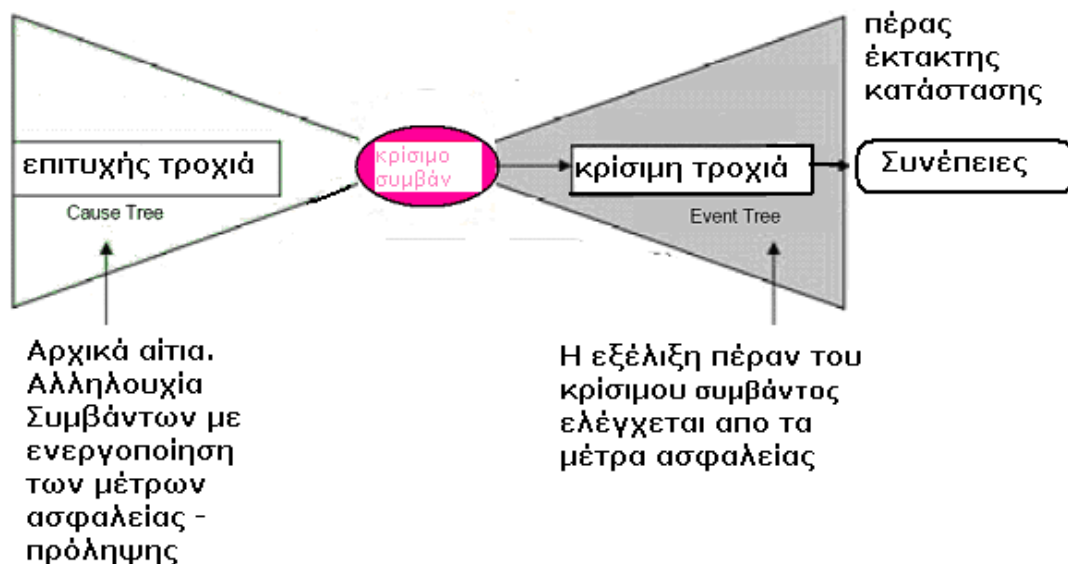 πέρας
έκτακτης
κατάστασης
επιτυχής τροχιά
κρίσιμο
συμβάν
κρίσιμη τροχιά
Συνέπειες
Cause Tree
Event Tree
Αρχικά αίτια.
Αλληλουχία
Συμβάντων με
ενεργοποίηση
των μέτρων
ασφαλείας -
πρόληψης
Η εξέλιξη πέραν του
κρίσιμου συμβάντος
ελέγχεται απο τα
μέτρα ασφαλείας